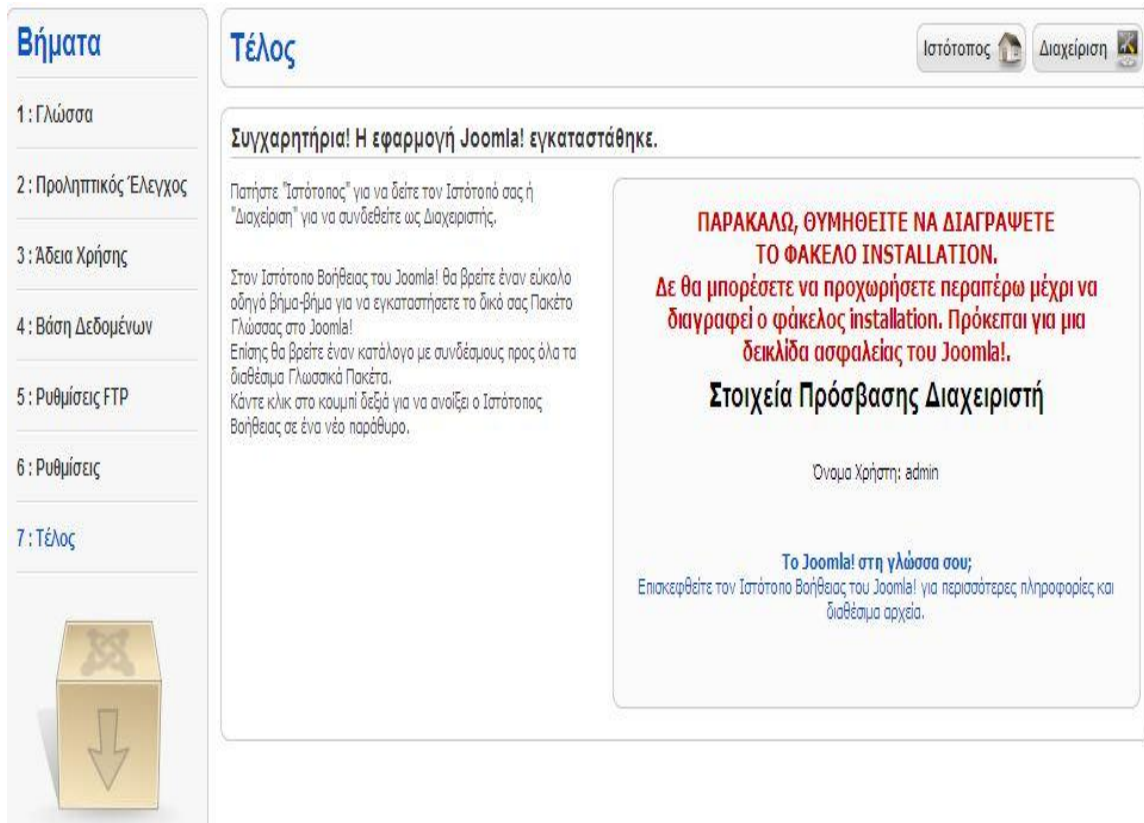 Βήματα
1 : Γλώσσα
2 : Προληπτικός Έλεγχος
3 : Άδεια Χρήσης
4 : Βάση Δεδομένων
5 : Ρυθμίσεις FTP
6 : Ρυθμίσεις
7 : Τέλος
Τέλος
Ιστότοπος
Διαχείριση
Συγχαρητήρια! Η εφαρμογή Joomla! εγκαταστάθηκε.
Πατήστε "Ιστότοπος" για να δείτε τον Ιστότοπό σας ή
"Διαχείριση" για να συνδεθείτε ως Διαχειριστής.
Στον Ιστότοπο Βοήθειας του Joomla! θα βρείτε έναν εύκολο
οδηγό βήμα-βήμα για να εγκαταστήσετε το δικό σας Πακέτο
Γλώσσας στο Joomla!
Επίσης θα βρείτε έναν κατάλογο με συνδέσμους προς όλα τα
διαθέσιμα Γλωσσικά Πακέτα.
Κάντε κλικ στο κουμπί δεξιά για να ανοίξει ο Ιστότοπος
Βοήθειας σε ένα νέο παράθυρο.
ΠΑΡΑΚΑΛΩ, ΘΥΜΗΘΕΙΤΕ ΝΑ ΔΙΑΓΡΑΨΕΤΕ
ΤΟ ΦΑΚΕΛΟ INSTALLATION.
Δε θα μπορέσετε να προχωρήσετε περαιτέρω μέχρι να
διαγραφεί ο φάκελος installation. Πρόκειται για μια
δεικλίδα ασφαλείας του Joomla!.
Στοιχεία Πρόσβασης Διαχειριστή
Όνομα Χρήστη: admin
Το Joomla! στη γλώσσα σου;
Επισκεφθείτε τον Ιστότοπο Βοήθειας του Joomla! για περισσότερες πληροφορίες και
διαθέσιμα αρχεία.